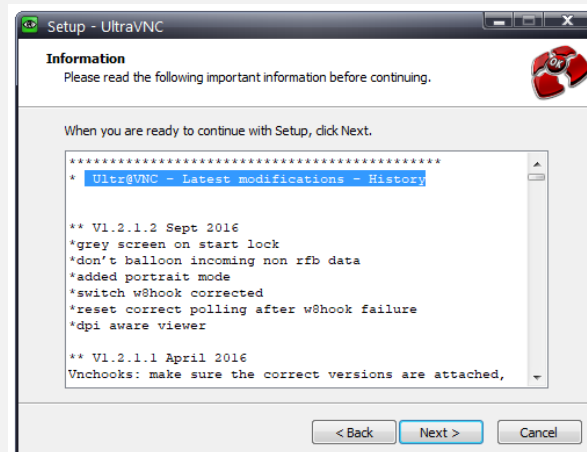 Setup - UltraVNC
Information
Please read the following important information before continuing.
When you are ready to continue with Setup, click Next.
**********************************************
* Ultr@VNC - Latest modifications - History
** V1.2.1.2 Sept 2016
*grey screen on start lock
*don't balloon incoming non rfb data
*added portrait mode
*switch w8hook corrected
*reset correct polling after w8hook failure
*dpi aware viewer
** V1.2.1.1 April 2016
Vnchooks: make sure the correct versions are attached,
< Back Next > Cancel